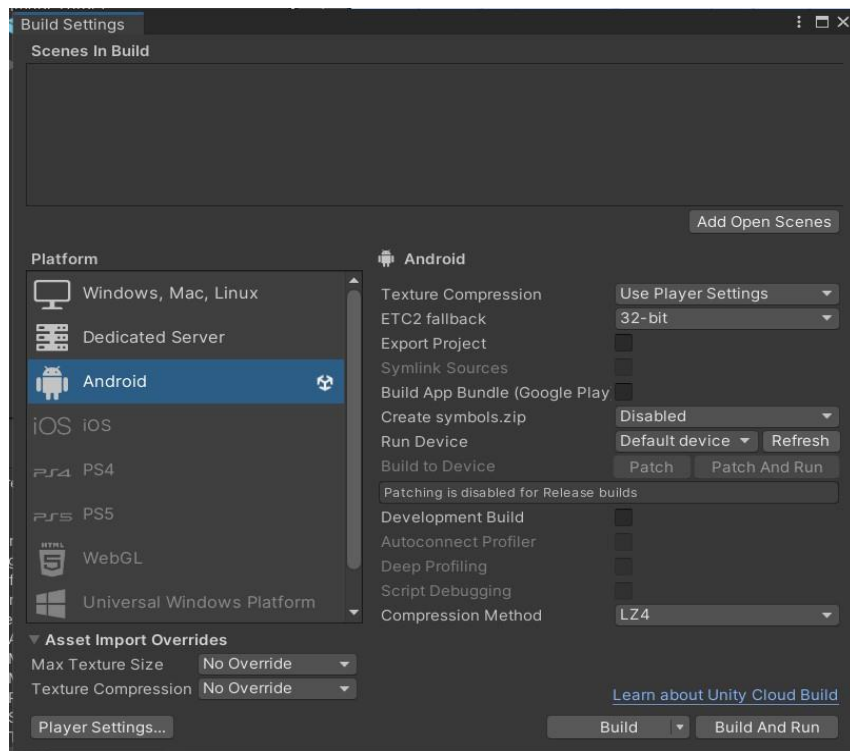 Build Settings
Scenes In Build
Add Open Scenes
Platform
Windows, Mac, Linux
Dedicated Server
Android
iOS iOS
PS4 PS4
PS5 PS5
HTML 5 WebGL
Universal Windows Platform
Android
Texture Compression Use Player Settings
ETC2 fallback 32-bit
Export Project
Symlink Sources
Build App Bundle (Google Play
Create symbols.zip Disabled
Run Device Default device Refresh
Build to Device Patch Patch And Run
Patching is disabled for Release builds
Development Build
Autoconnect Profiler
Deep Profiling
Script Debugging
Compression Method LZ4
Asset Import Overrides
Max Texture Size No Override
Texture Compression No Override
Learn about Unity Cloud Build
Player Settings...
Build Build And Run